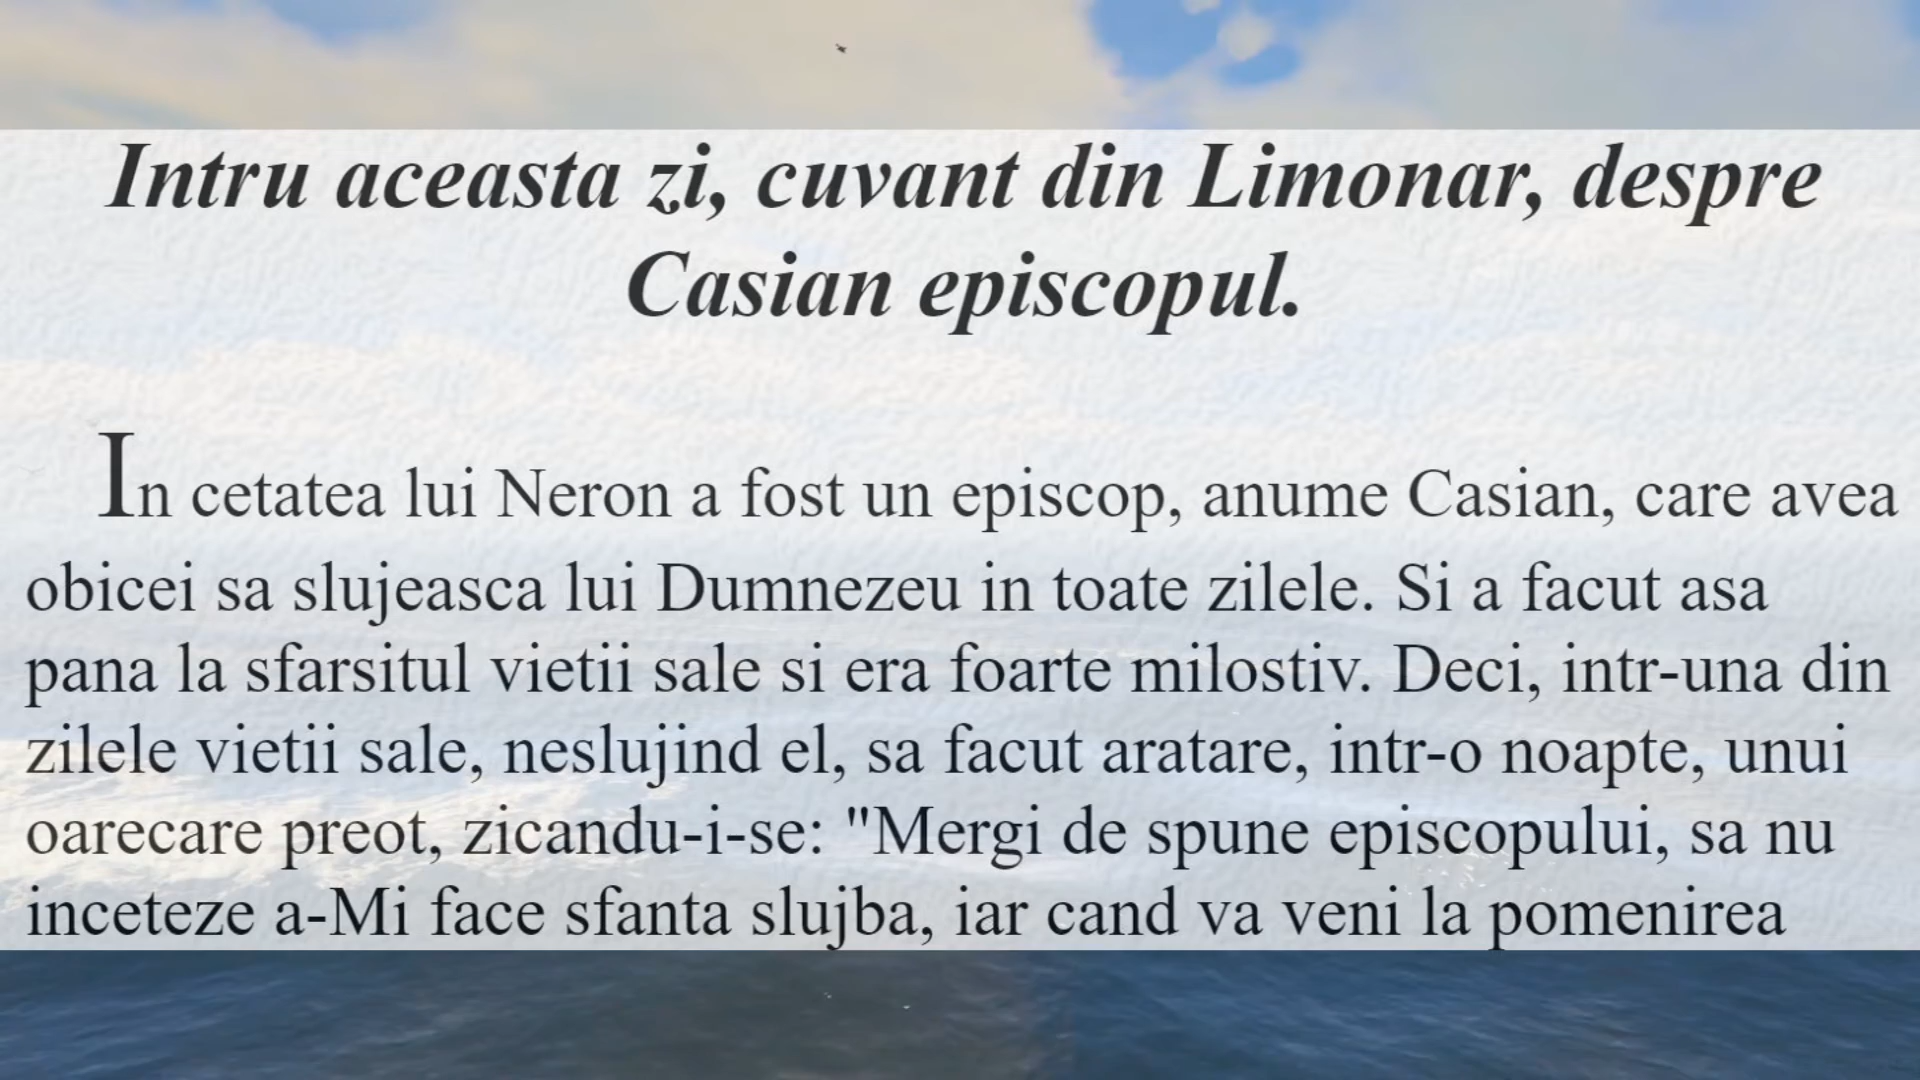 Intru aceasta zi, cuvant din Limonar, despre
Casian episcopul.
In cetatea lui Neron a fost un episcop, anume Casian, care avea
obicei sa slujeasca lui Dumnezeu in toate zilele. Si a facut asa
pana la sfarsitul vietii sale si era foarte milostiv. Deci, intr-una din
zilele vietii sale, neslujind el, sa facut aratare, intr-o noapte, unui
oarecare preot, zicandu-i-se: "Mergi de spune episcopului, sa nu
inceteze a-Mi face sfanta slujba, iar cand va veni la pomenirea